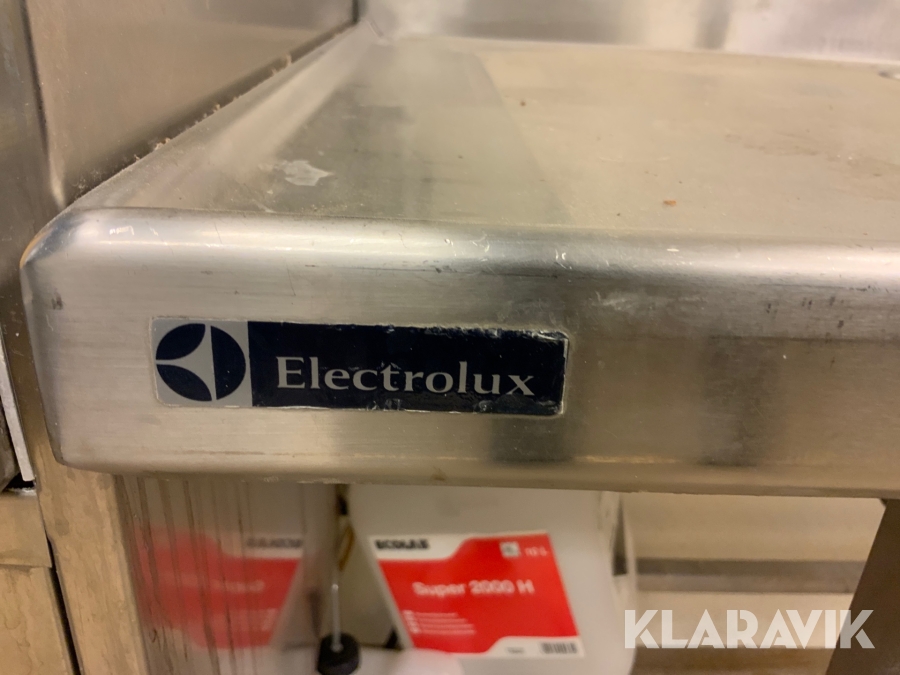 Electrolux
ECOLAB
Super 2000 H
KLARAVIK